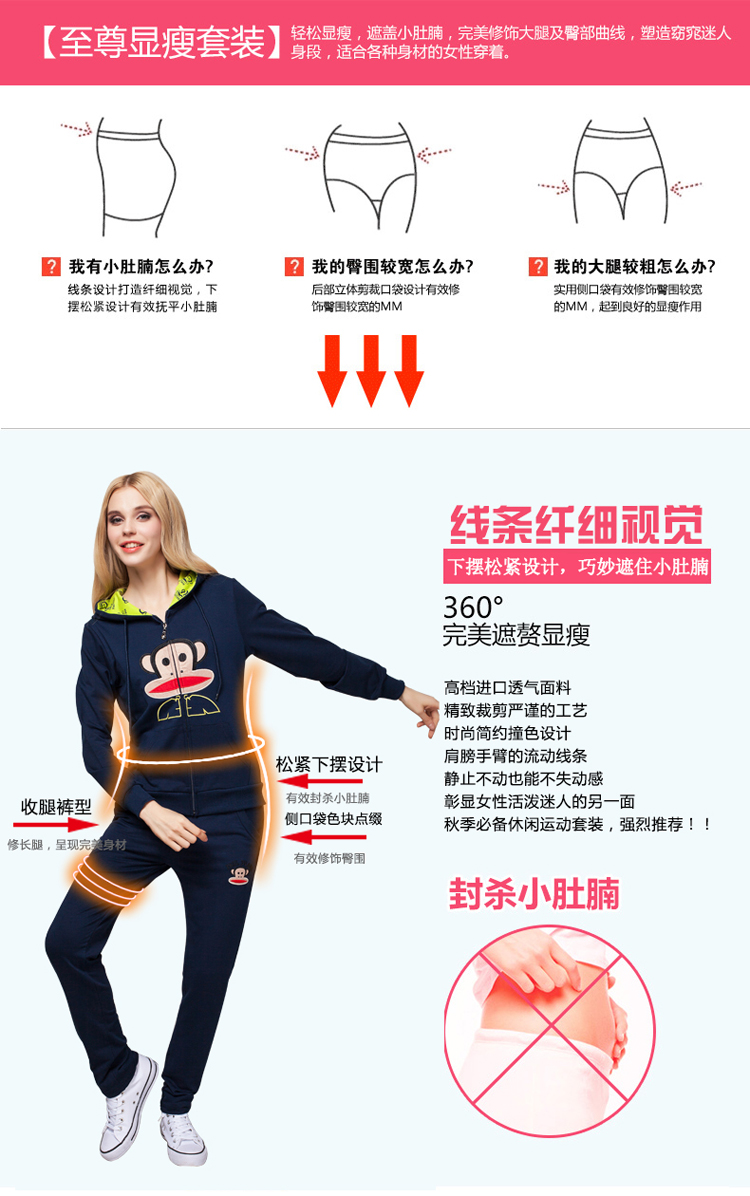 【至尊显瘦套装】
轻松显瘦，遮盖小肚腩，完美修饰大腿及臀部曲线，塑造窈窕迷人
身段，适合各种身材的女性穿着。
? 我有小肚腩怎么办?
线条设计打造纤细视觉，下
摆松紧设计有效抚平小肚腩
? 我的臀围较宽怎么办?
后部立体剪裁口袋设计有效修
饰臀围较宽的MM
? 我的大腿较粗怎么办?
实用侧口袋有效修饰臀围较宽
的MM，起到良好的显瘦作用
线条纤细视觉
下摆松紧设计，巧妙遮住小肚腩
360°
完美遮赘显瘦
高档进口透气面料
精致裁剪严谨的工艺
时尚简约撞色设计
肩膀手臂的流动线条
静止不动也能不失动感
彰显女性活泼迷人的另一面
秋季必备休闲运动套装，强烈推荐！！
松紧下摆设计
有效封杀小肚腩
侧口袋色块点缀
有效修饰臀围
收腿裤型
修长腿，呈现完美身材
封杀小肚腩